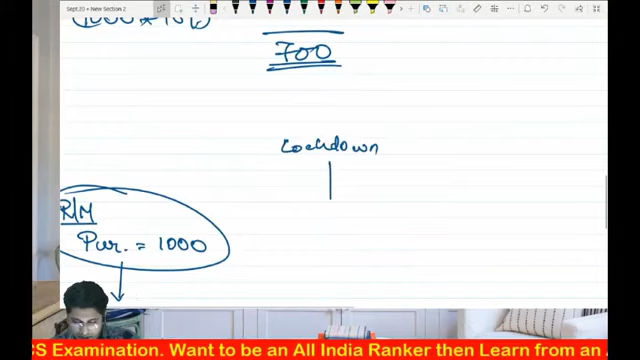 Sept.20 + New Section 2
700
Lockdown
R/M
Pur. = 1000
CS Examination. Want to be an All India Ranker then Learn from an